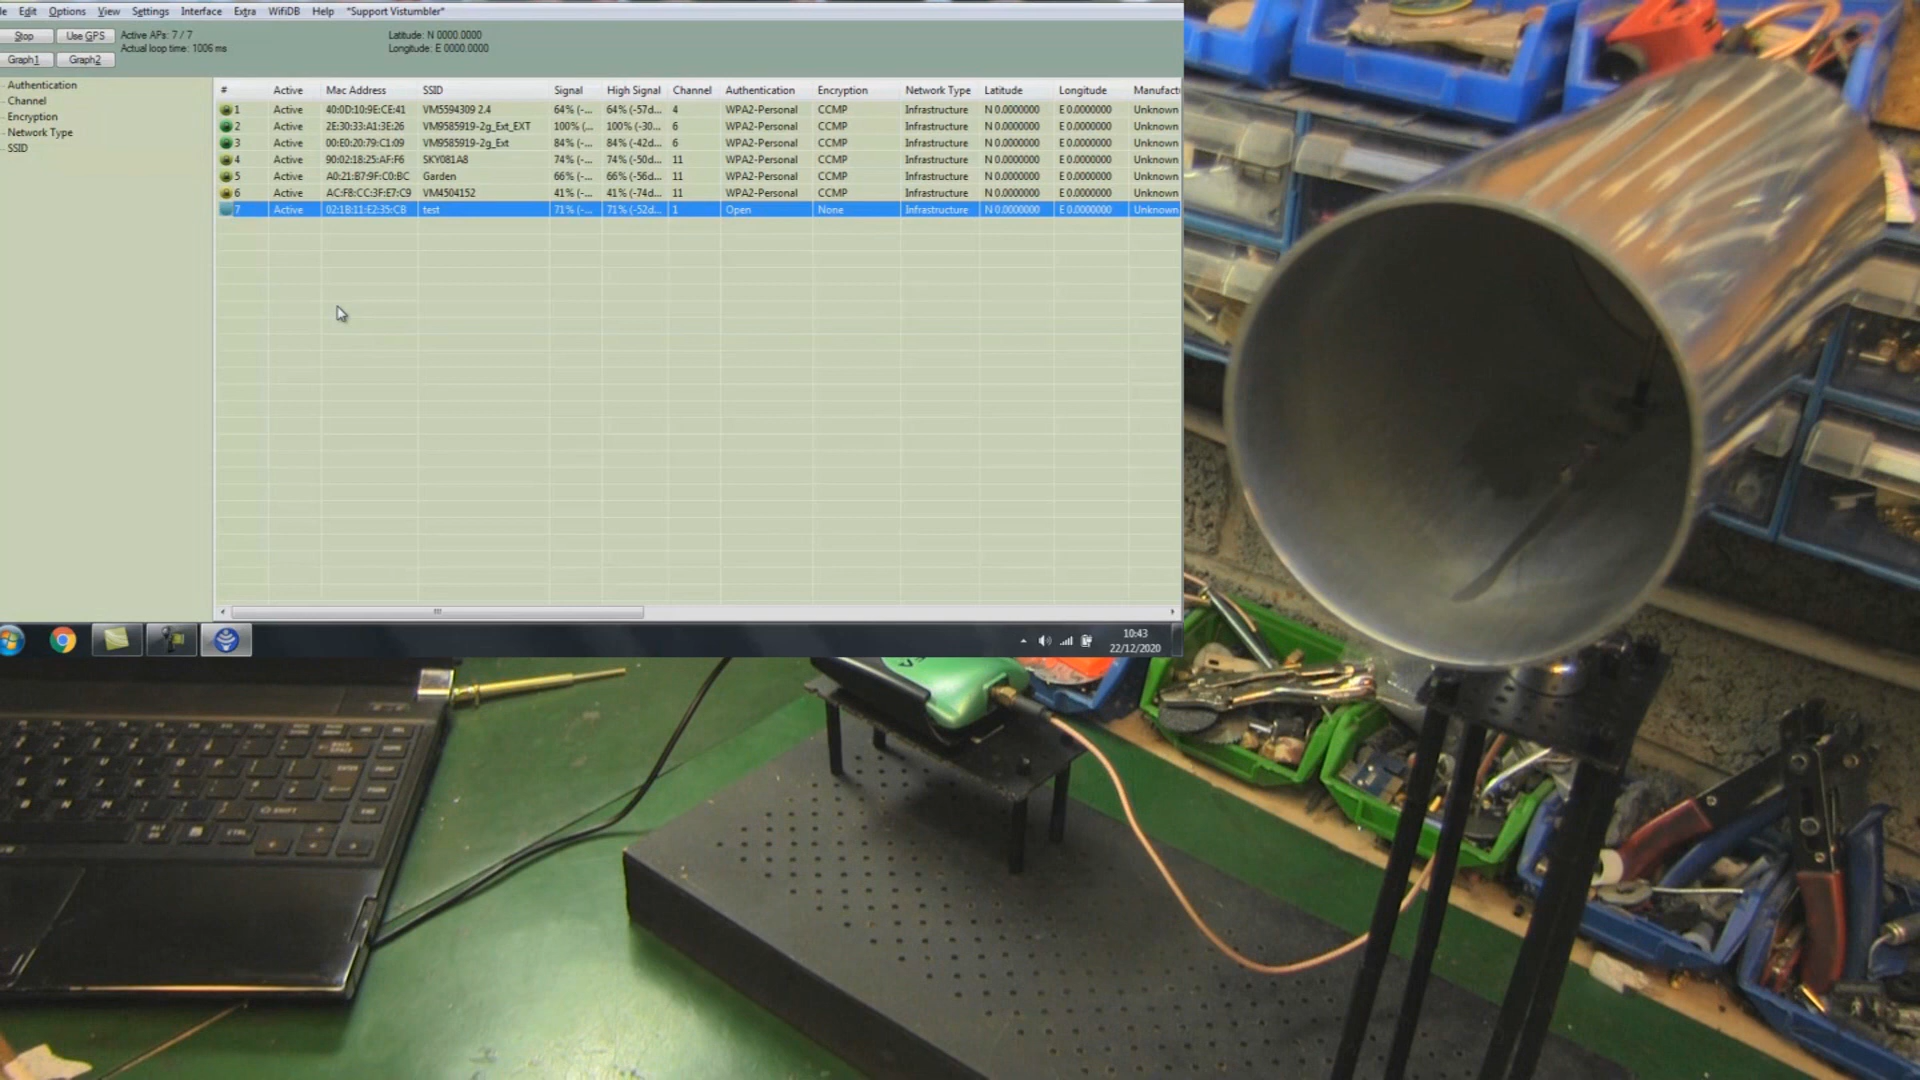 Edit Options View Settings Interface Extra WifiDB Help *Support Vistumbler*
Stop Use GPS Active APs: 7 / 7 Latitude: N 0000.0000
Actual loop time: 1006 ms Longitude: E 0000.0000
Graph1 Graph2
Authentication
Channel
Encryption
Network Type
SSID
# Active Mac Address SSID Signal High Signal Channel Authentication Encryption Network Type Latitude Longitude Manufact
1 Active 40:0D:10:9E:CE:41 VM5594309 2.4 64% (-... 64% (-57d... 4 WPA2-Personal CCMP Infrastructure N 0.0000000 E 0.0000000 Unknown
2 Active 2E:30:33:A1:3E:26 VM9585919-2g_Ext_EXT 100% (... 100% (-30... 6 WPA2-Personal CCMP Infrastructure N 0.0000000 E 0.0000000 Unknown
3 Active 00:E0:20:79:C1:09 VM9585919-2g_Ext 84% (-... 84% (-42d... 6 WPA2-Personal CCMP Infrastructure N 0.0000000 E 0.0000000 Unknown
4 Active 90:02:18:25:AF:F6 SKY081A8 74% (-... 74% (-50d... 11 WPA2-Personal CCMP Infrastructure N 0.0000000 E 0.0000000 Unknown
5 Active A0:21:B7:9F:C0:BC Garden 66% (-... 66% (-56d... 11 WPA2-Personal CCMP Infrastructure N 0.0000000 E 0.0000000 Unknown
6 Active AC:F8:CC:3F:E7:C9 VM4504152 41% (-... 41% (-74d... 11 WPA2-Personal CCMP Infrastructure N 0.0000000 E 0.0000000 Unknown
7 Active 02:1B:11:E2:35:CB test 71% (-... 71% (-52d... 1 Open None Infrastructure N 0.0000000 E 0.0000000 Unknown
10:43
22/12/2020